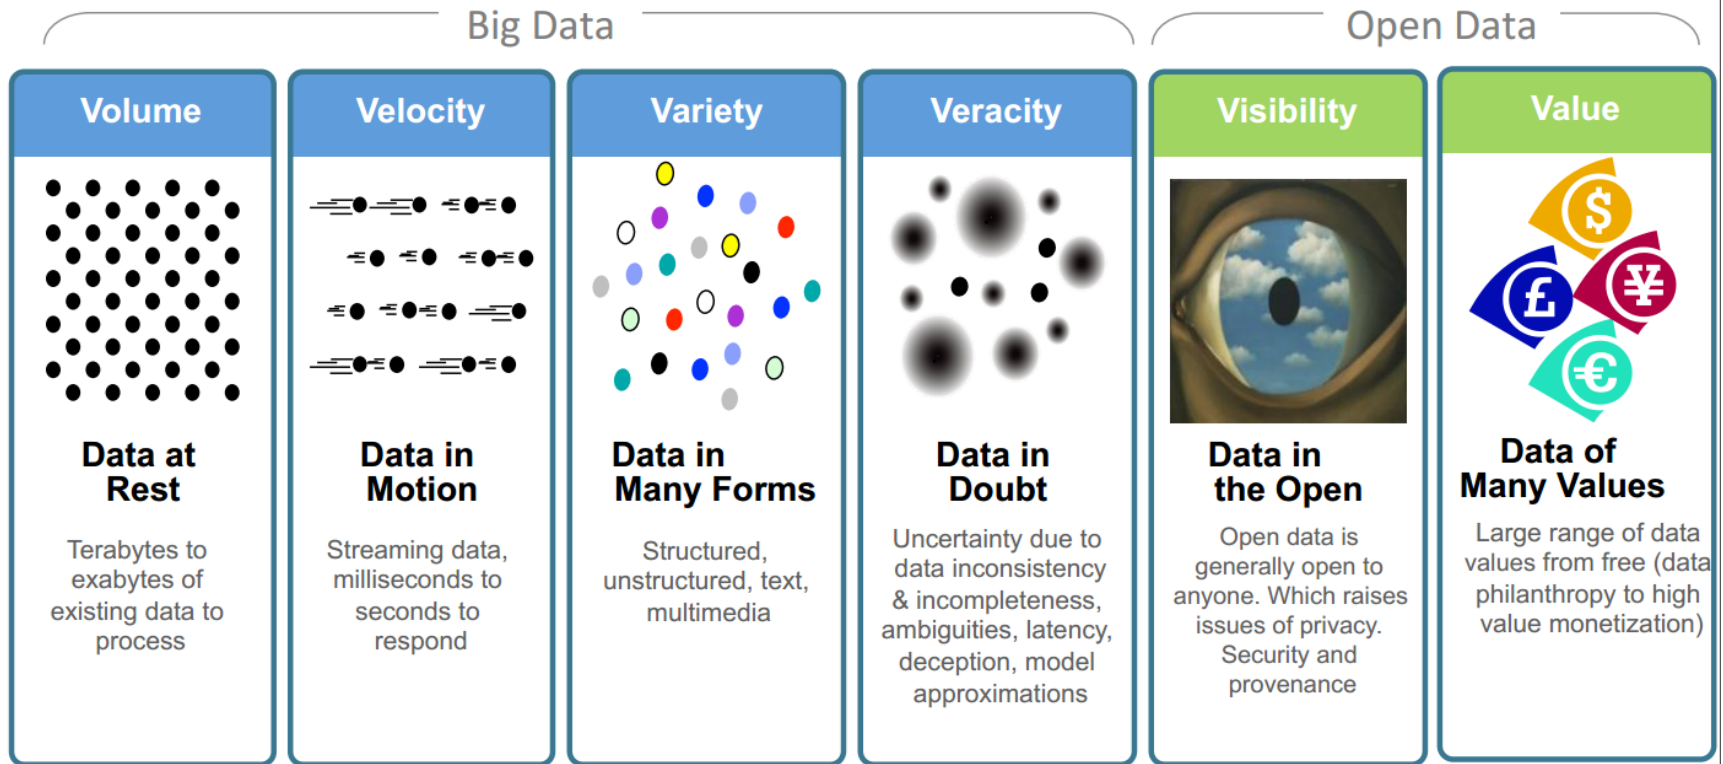 Big Data
Open Data
Volume
Data at
Rest
Terabytes to
exabytes of
existing data to
process
Velocity
Data in
Motion
Streaming data,
milliseconds to
seconds to
respond
Variety
Data in
Many Forms
Structured,
unstructured, text,
multimedia
Veracity
Data in
Doubt
Uncertainty due to
data inconsistency
& incompleteness,
ambiguities, latency,
deception, model
approximations
Visibility
Data in
the Open
Open data is
generally open to
anyone. Which raises
issues of privacy.
Security and
provenance
Value
$
£
¥
€
Data of
Many Values
Large range of data
values from free (data
philanthropy to high
value monetization)